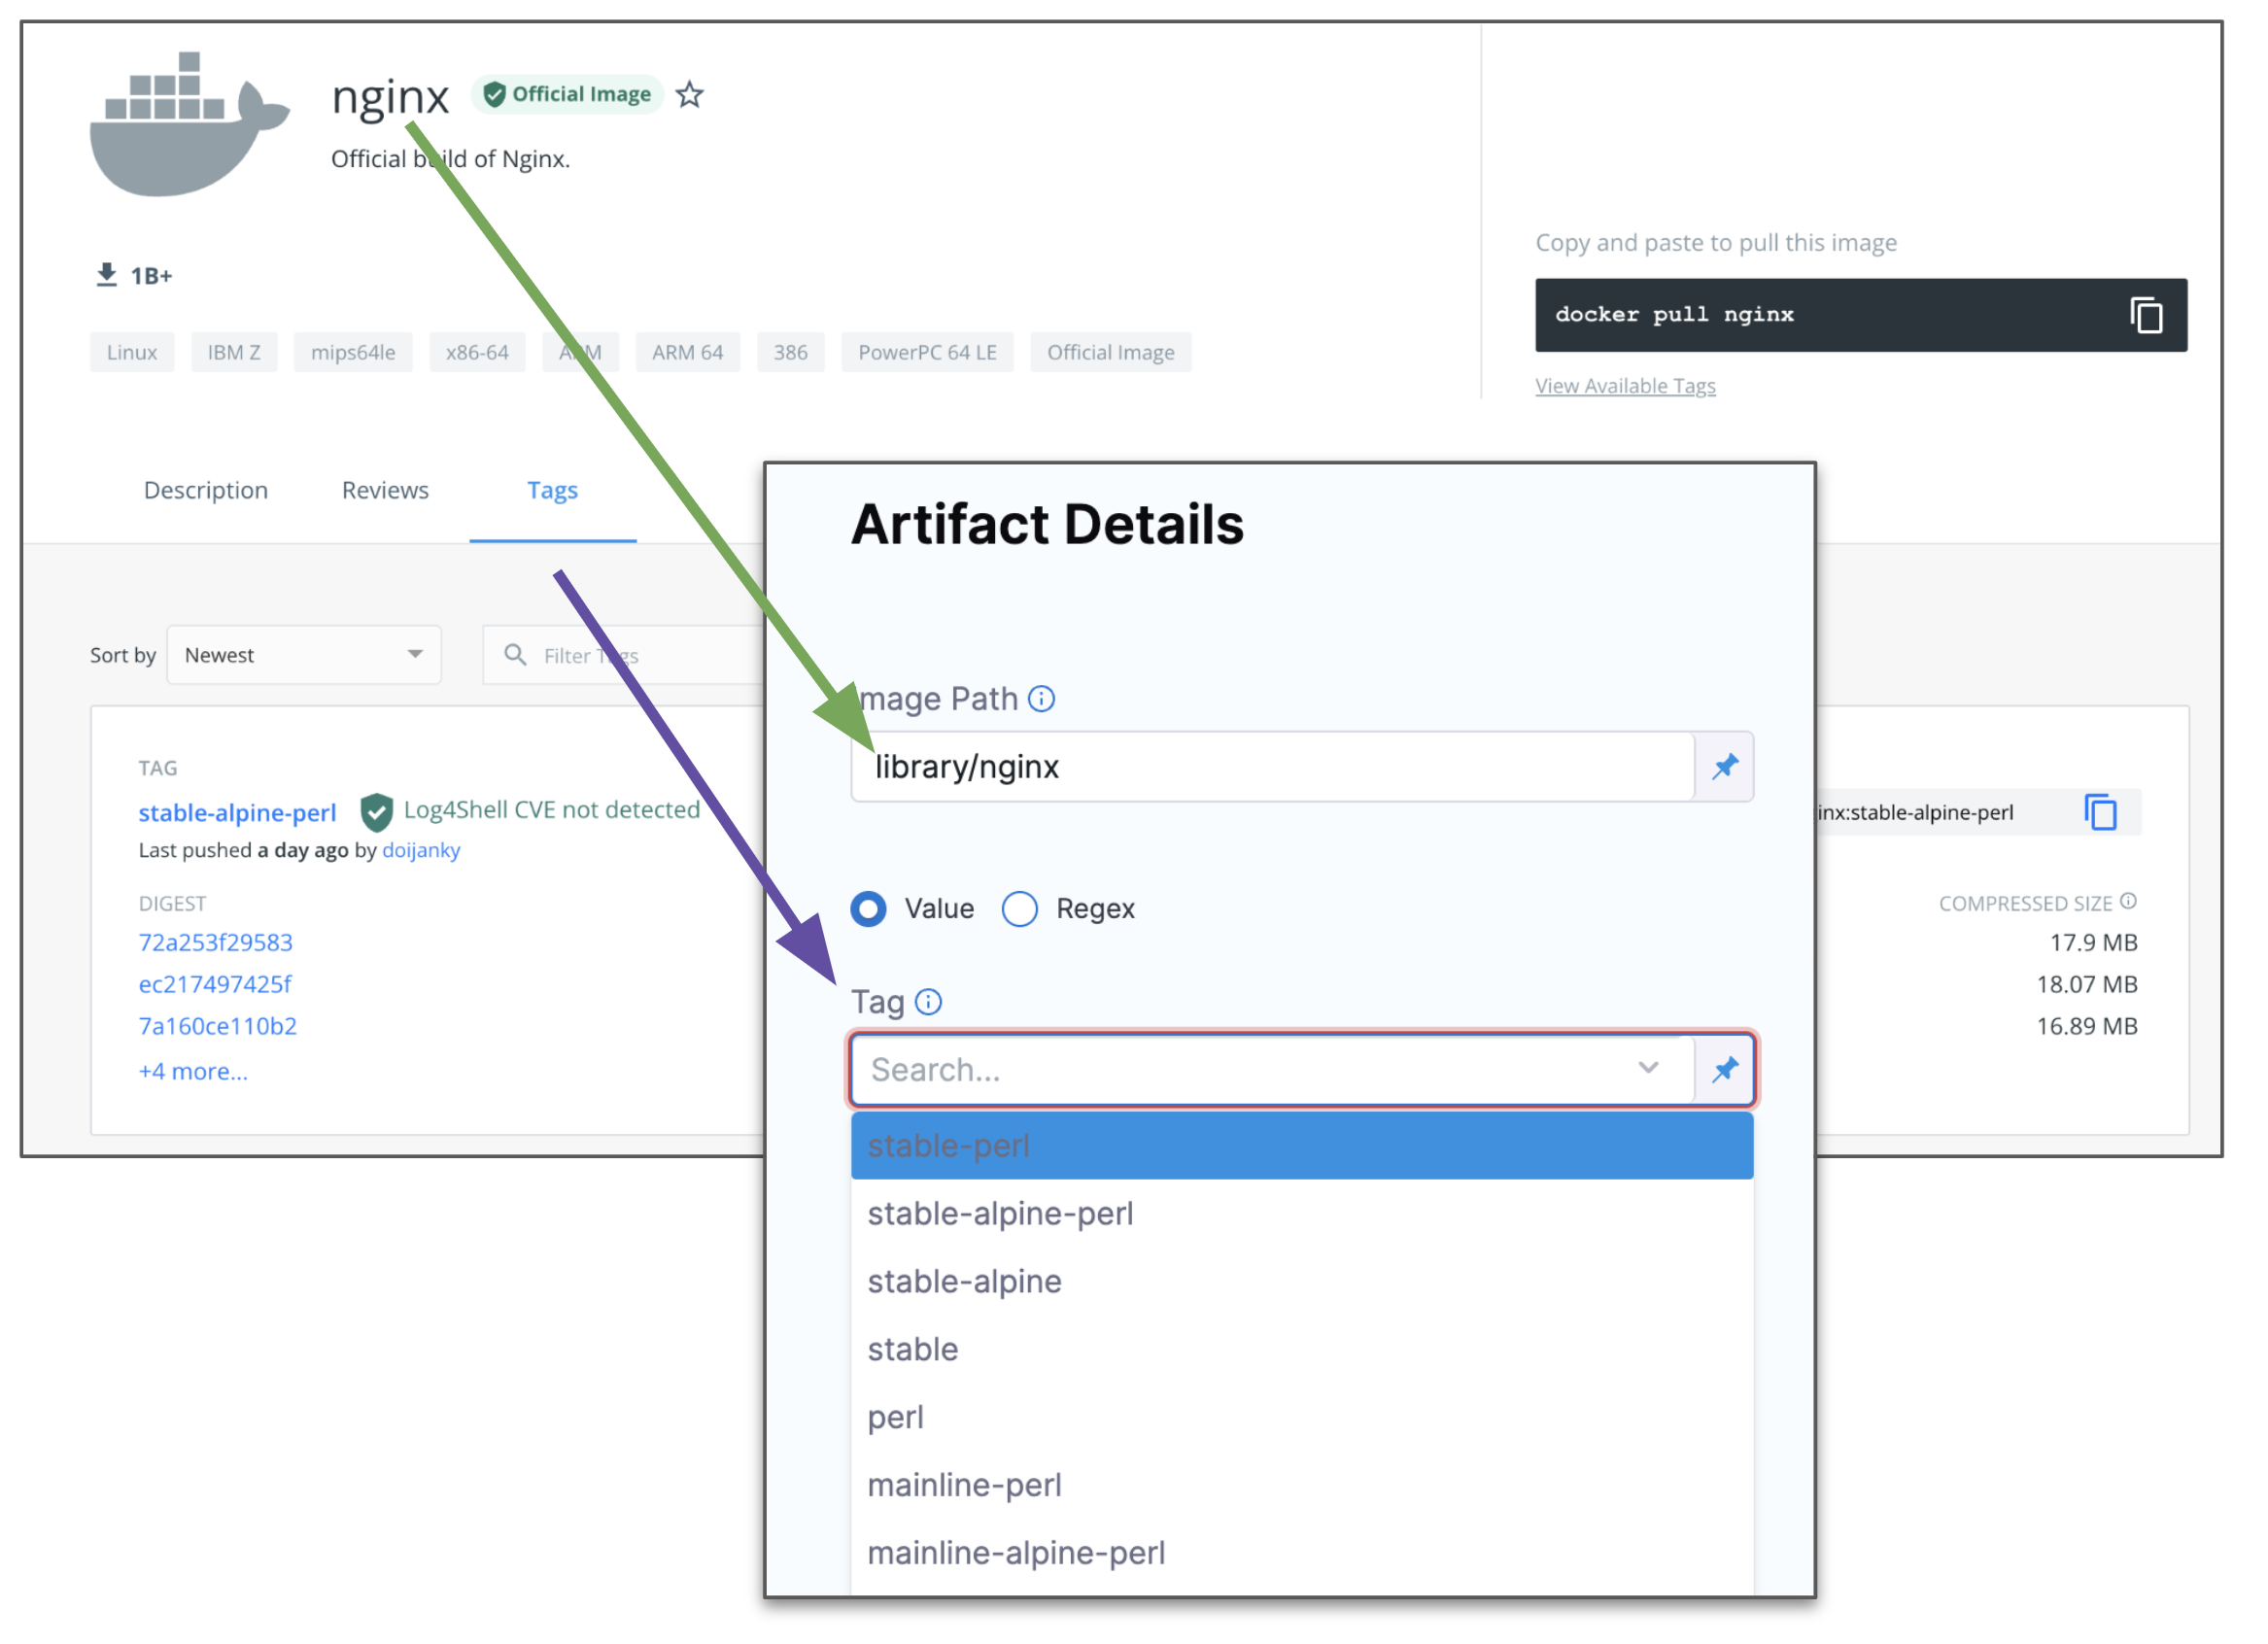 nginx Official Image
Official build of Nginx.
1B+
Linux IBM Z mips64le x86-64 ARM ARM 64 386 PowerPC 64 LE Official Image
Copy and paste to pull this image
docker pull nginx
View Available Tags
Description Reviews Tags
Sort by Newest Filter Tags
TAG
stable-alpine-perl Log4Shell CVE not detected
Last pushed a day ago by doijanky
DIGEST
72a253f29583
ec217497425f
7a160ce110b2
+4 more...
inx:stable-alpine-perl
COMPRESSED SIZE
17.9 MB
18.07 MB
16.89 MB
Artifact Details
Image Path
library/nginx
Value Regex
Tag
Search...
stable-perl
stable-alpine-perl
stable-alpine
stable
perl
mainline-perl
mainline-alpine-perl